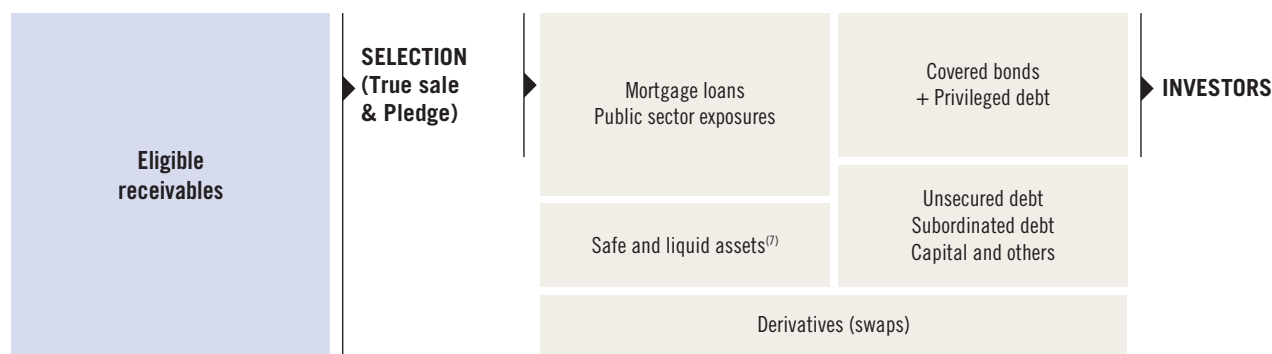 Eligible
receivables
SELECTION
(True sale
& Pledge)
Mortgage loans
Public sector exposures
Safe and liquid assets(7)
Covered bonds
+ Privileged debt
Unsecured debt
Subordinated debt
Capital and others
Derivatives (swaps)
INVESTORS